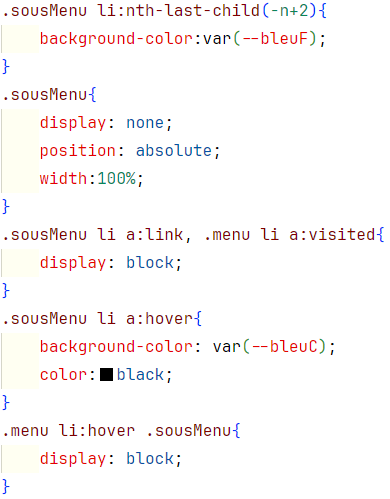 .sousMenu li:nth-last-child(-n+2){
    background-color:var(--bleuF);
}
.sousMenu{
    display: none;
    position: absolute;
    width:100%;
}
.sousMenu li a:link, .menu li a:visited{
    display: block;
}
.sousMenu li a:hover{
    background-color: var(--bleuC);
    color:black;
}
.menu li:hover .sousMenu{
    display: block;
}